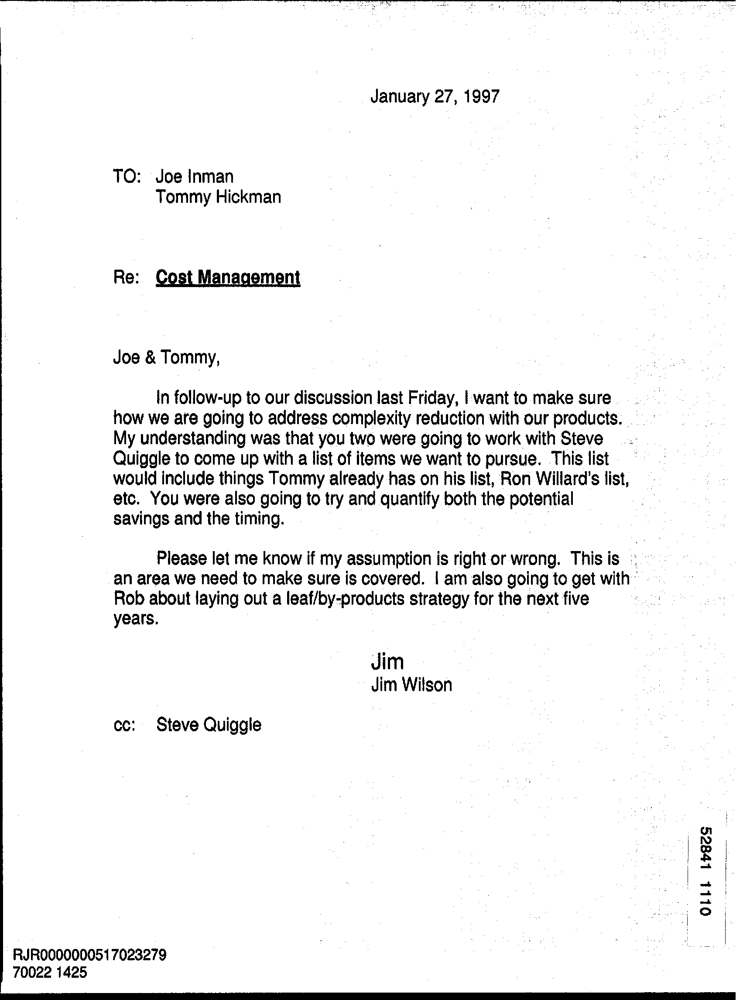 January 27, 1997
TO: Joe Inman
Tommy Hickman
Re: Cost Management
Joe & Tommy,
In follow-up to our discussion last Friday, I want to make sure
how we are going to address complexity reduction with our products.
My understanding was that you two were going to work with Steve
Quiggle to come up with a list of items we want to pursue. This list
would include things Tommy already has on his list, Ron Willard's list,
etc. You were also going to try and quantify both the potential
savings and the timing.
Please let me know if my assumption is right or wrong. This is
an area we need to make sure is covered. I am also going to get with
Rob about laying out a leaf/by-products strategy for the next five
years.
Jim
Jim Wilson
cc: Steve Quiggle
52841 1110
RJR0000000517023279
70022 1425